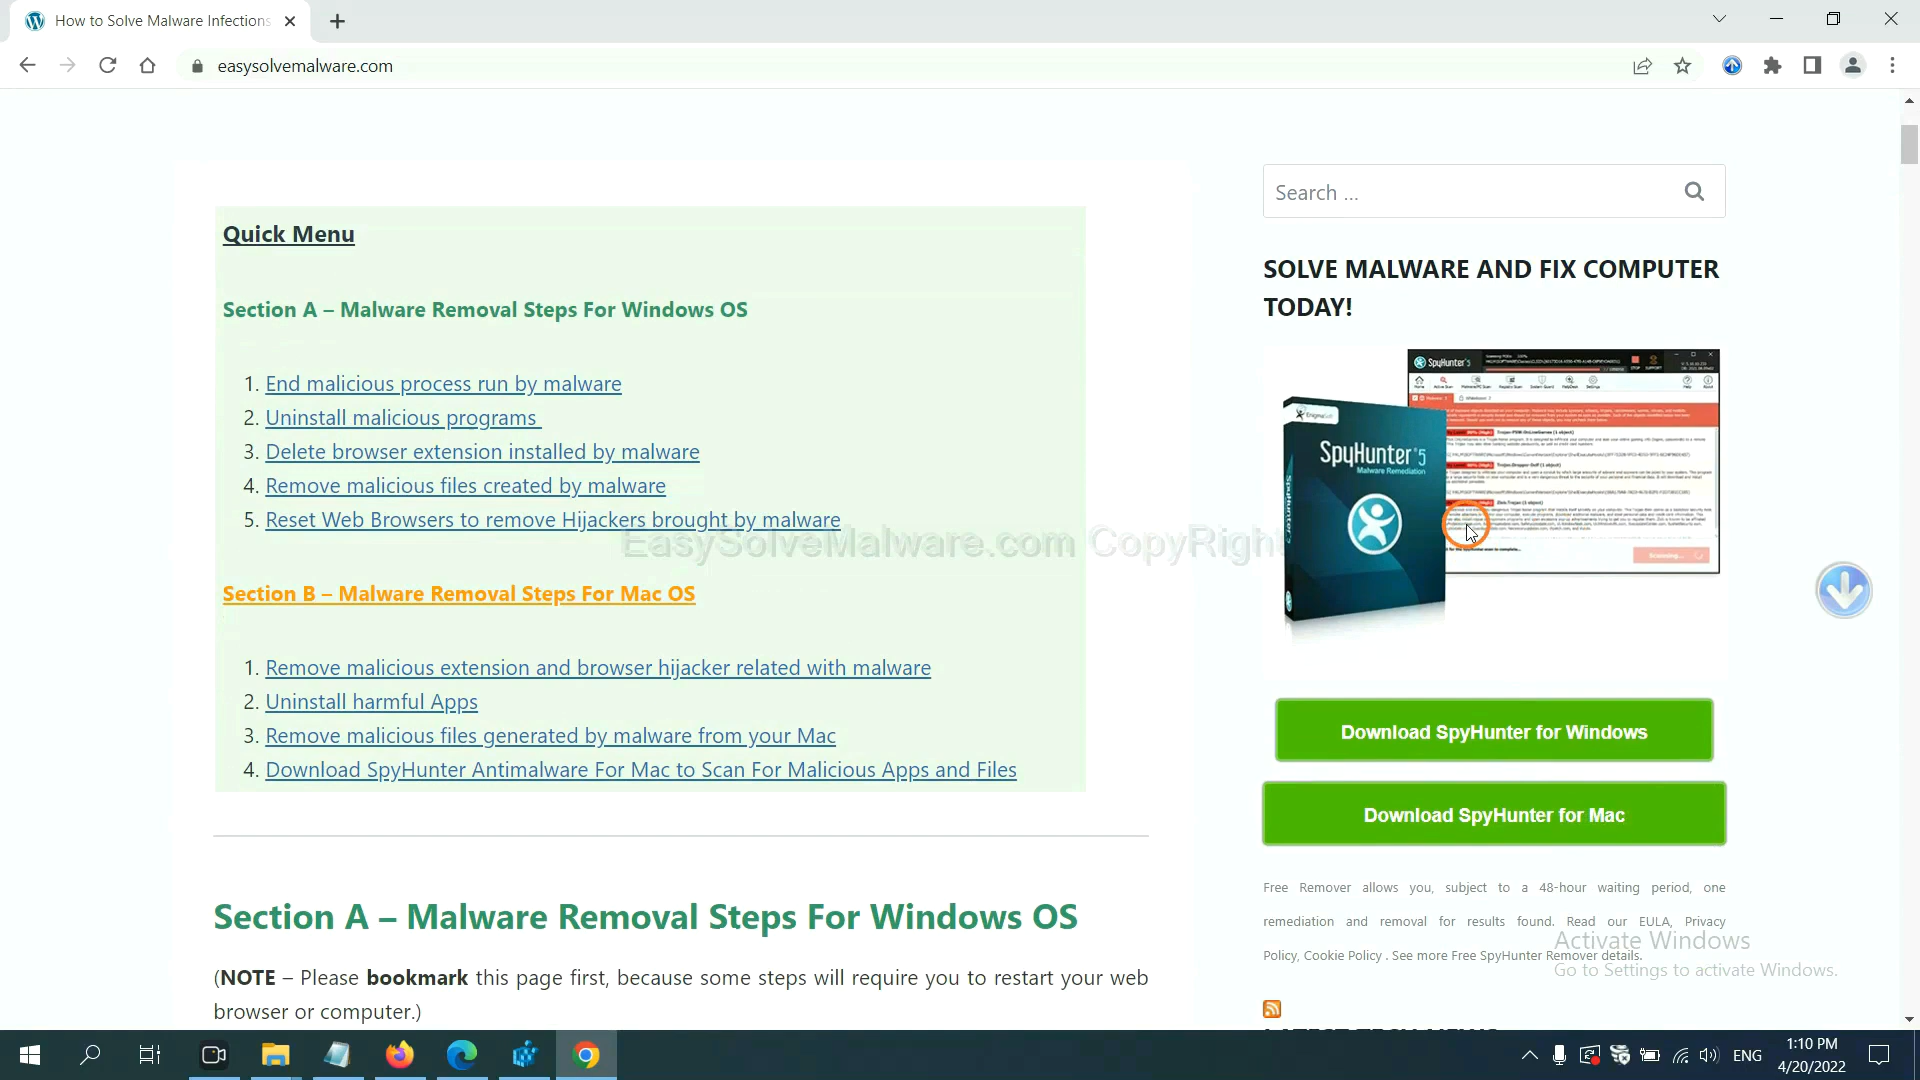 How to Solve Malware Infections
easysolvemalware.com
Search ...
Quick Menu
Section A – Malware Removal Steps For Windows OS
1. End malicious process run by malware
2. Uninstall malicious programs
3. Delete browser extension installed by malware
4. Remove malicious files created by malware
5. Reset Web Browsers to remove Hijackers brought by malware
EasySolveMalware.com CopyRight
Section B – Malware Removal Steps For Mac OS
1. Remove malicious extension and browser hijacker related with malware
2. Uninstall harmful Apps
3. Remove malicious files generated by malware from your Mac
4. Download SpyHunter Antimalware For Mac to Scan For Malicious Apps and Files
Section A – Malware Removal Steps For Windows OS
(NOTE – Please bookmark this page first, because some steps will require you to restart your web
browser or computer.)
SOLVE MALWARE AND FIX COMPUTER
TODAY!
SpyHunter 5
EnigmaSoft
SpyHunter 5
Malware Remediation
Download SpyHunter for Windows
Download SpyHunter for Mac
Free Remover allows you, subject to a 48-hour waiting period, one
remediation and removal for results found. Read our EULA, Privacy
Policy, Cookie Policy . See more Free SpyHunter Remover details.
Activate Windows
Go to Settings to activate Windows.
LATEST TECH NEWS
ENG
1:10 PM
4/20/2022